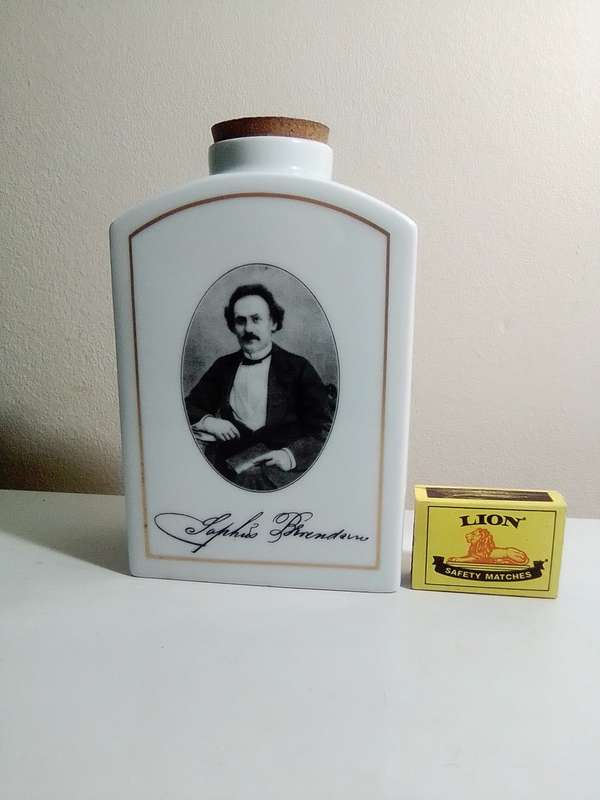 Sophus Berendsen
LION
SAFETY MATCHES